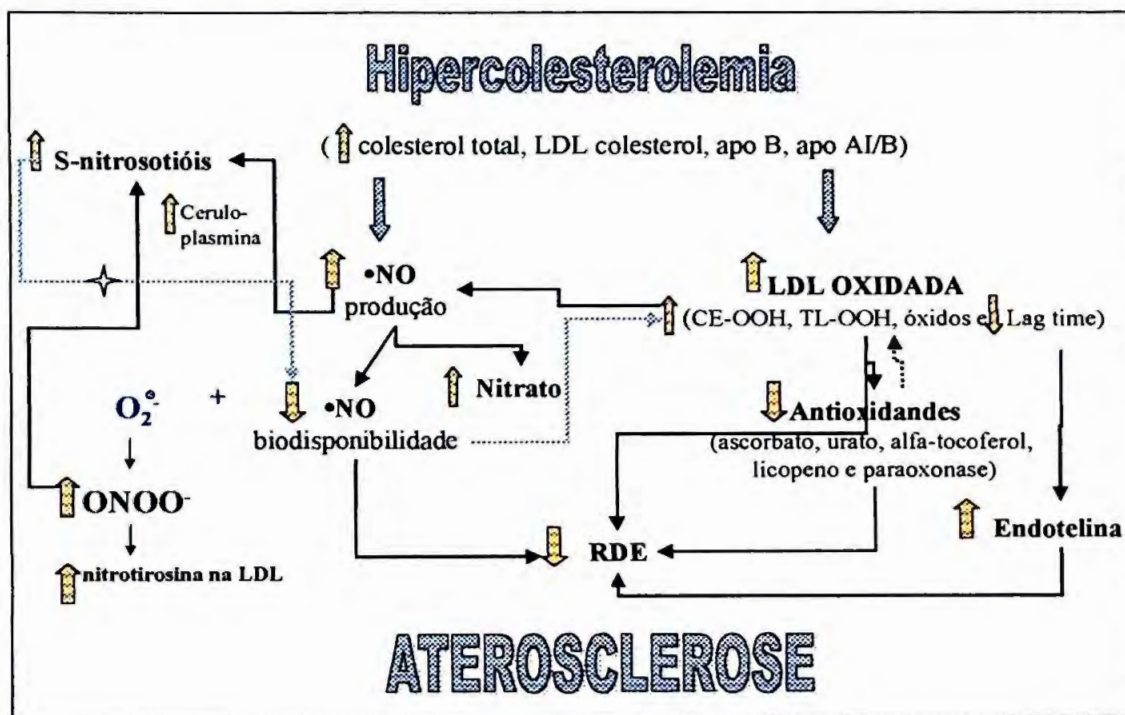 Hipercolesterolemia
( colesterol total, LDL colesterol, apo B, apo AI/B)
S-nitrosotióis
Cerulo-
plasmina
•NO
produção
LDL OXIDADA
(CE-OOH, TL-OOH, óxidos e Lag time)
Nitrato
Antioxidandes
(ascorbato, urato, alfa-tocoferol,
licopeno e paraoxonase)
O₂•-
+
•NO
biodisponibilidade
ONOO-
nitrotirosina na LDL
RDE
Endotelina
ATEROSCLEROSE